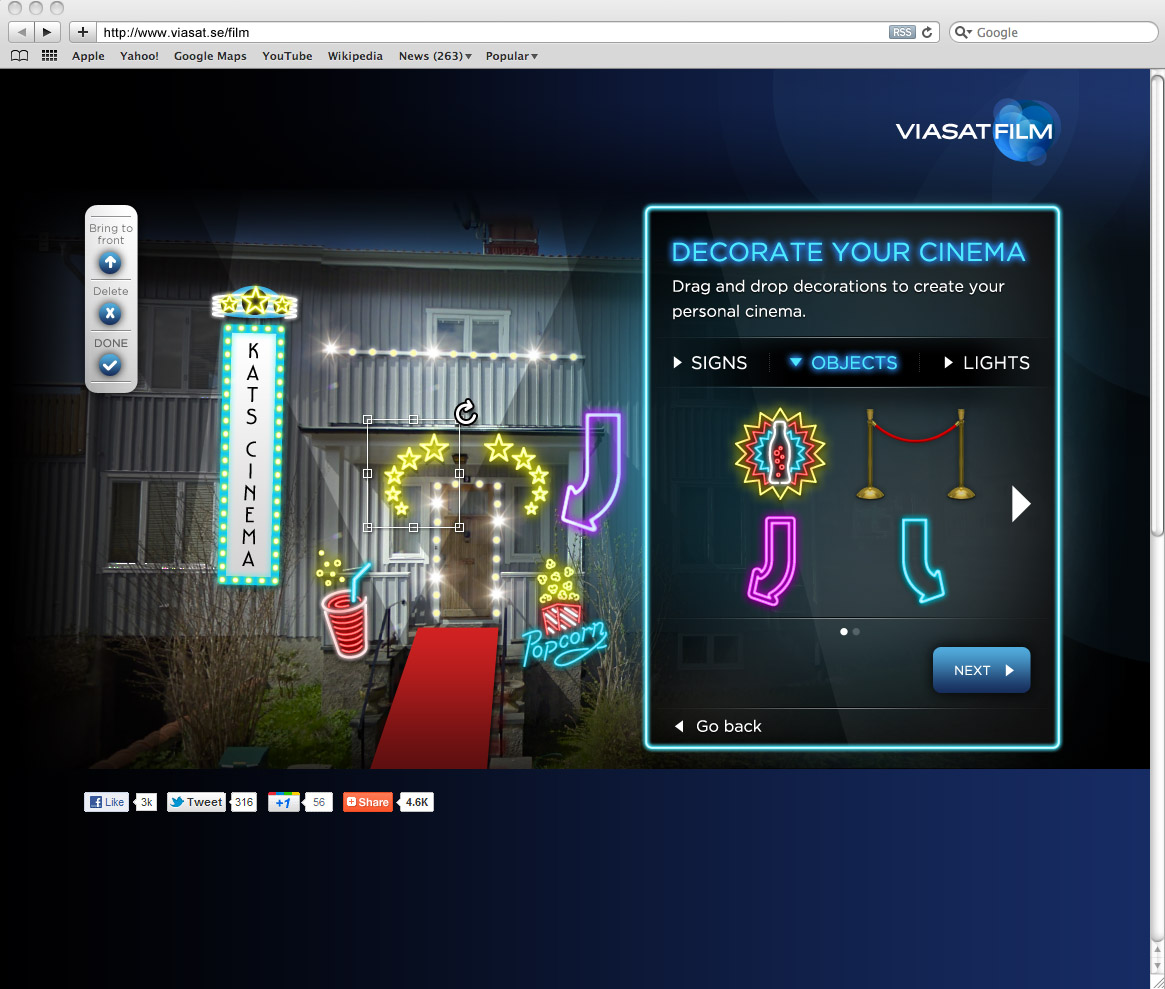 http://www.viasat.se/film
RSS
Google
Apple
Yahoo!
Google Maps
YouTube
Wikipedia
News (263)
Popular
VIASAT FILM
Bring to
front
Delete
X
DONE
KATS CINEMA
Popcorn
DECORATE YOUR CINEMA
Drag and drop decorations to create your
personal cinema.
SIGNS
OBJECTS
LIGHTS
NEXT
Go back
Like
3k
Tweet
316
+1
56
Share
4.6K